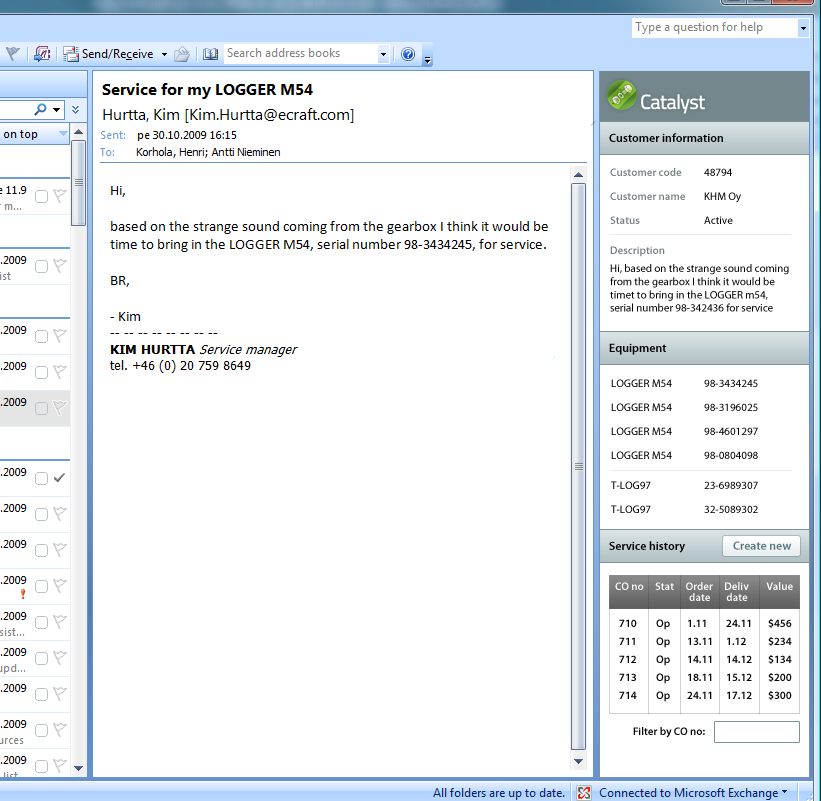 Type a question for help
Send/Receive
Search address books
on top
e 11.9
r m...
.2009
ist
.2009
.2009
.2009
.2009
.2009
.2009
.2009
.2009
sist...
.2009
upd...
.2009
.2009
urces
.2009
list
Service for my LOGGER M54
Hurtta, Kim [Kim.Hurtta@ecraft.com]
Sent: pe 30.10.2009 16:15
To: Korhola, Henri; Antti Nieminen
Hi,
based on the strange sound coming from the gearbox I think it would be
time to bring in the LOGGER M54, serial number 98-3434245, for service.
BR,
- Kim
-- -- -- -- -- -- -- --
KIM HURTTA Service manager
tel. +46 (0) 20 759 8649
Catalyst
Customer information
Customer code 48794
Customer name KHM Oy
Status Active
Description
Hi, based on the strange sound coming
from the gearbox I think it would be
timet to bring in the LOGGER m54,
serial number 98-342436 for service
Equipment
LOGGER M54 98-3434245
LOGGER M54 98-3196025
LOGGER M54 98-4601297
LOGGER M54 98-0804098
T-LOG97 23-6989307
T-LOG97 32-5089302
Service history Create new
CO no Stat Order date Deliv date Value
710 Op 1.11 24.11 $456
711 Op 13.11 1.12 $234
712 Op 14.11 14.12 $134
713 Op 18.11 15.12 $200
714 Op 24.11 17.12 $300
Filter by CO no:
All folders are up to date. Connected to Microsoft Exchange